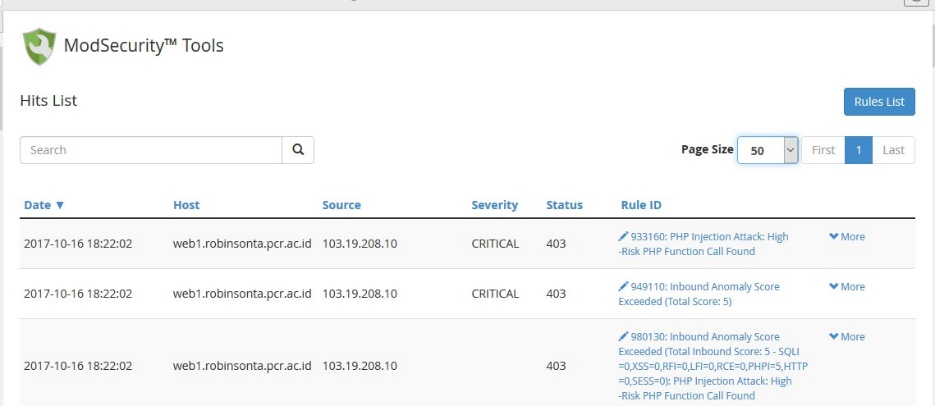 ModSecurity™ Tools
Hits List
Rules List
Search
Page Size 50 First 1 Last
Date ▼ Host Source Severity Status Rule ID
2017-10-16 18:22:02 web1.robinsonta.pcr.ac.id 103.19.208.10 CRITICAL 403 933160: PHP Injection Attack: High More
-Risk PHP Function Call Found
2017-10-16 18:22:02 web1.robinsonta.pcr.ac.id 103.19.208.10 CRITICAL 403 949110: Inbound Anomaly Score More
Exceeded (Total Score: 5)
2017-10-16 18:22:02 web1.robinsonta.pcr.ac.id 103.19.208.10 403 980130: Inbound Anomaly Score More
Exceeded (Total Inbound Score: 5 - SQLI
=0,XSS=0,RFI=0,LFI=0,RCE=0,PHPI=5,HTTP
=0,SESS=0): PHP Injection Attack: High
-Risk PHP Function Call Found